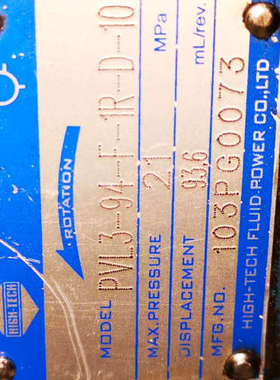 HIGH-TECH
ROTATION
MODEL PVL3-94-F-1R-D-10
MAX.PRESSURE 21 MPa
DISPLACEMENT 93.6 mL/rev.
MFG.NO. 103PG0073
HIGH-TECH FLUID POWER CO.,LTD